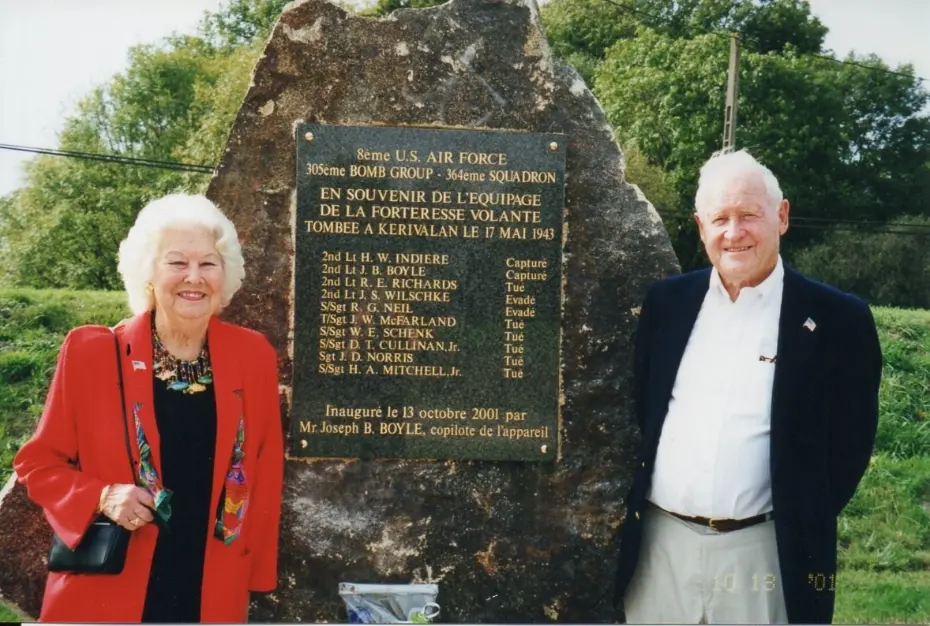 8ème U.S. AIR FORCE
305ème BOMB GROUP - 364ème SQUADRON
EN SOUVENIR DE L'EQUIPAGE
DE LA FORTERESSE VOLANTE
TOMBEE A KERIVALAN LE 17 MAI 1943
2nd Lt H. W. INDIERE Capturé
2nd Lt J. B. BOYLE Capturé
2nd Lt R. E. RICHARDS Tué
2nd Lt J. S. WILSCHKE Evadé
S/Sgt R. G. NEIL Evadé
T/Sgt J. W. McFARLAND Tué
S/Sgt W. E. SCHENK Tué
S/Sgt D. T. CULLINAN, Jr. Tué
Sgt J. D. NORRIS Tué
S/Sgt H. A. MITCHELL, Jr. Tué
Inauguré le 13 octobre 2001 par
Mr. Joseph B. BOYLE, copilote de l'appareil
10 13 '01